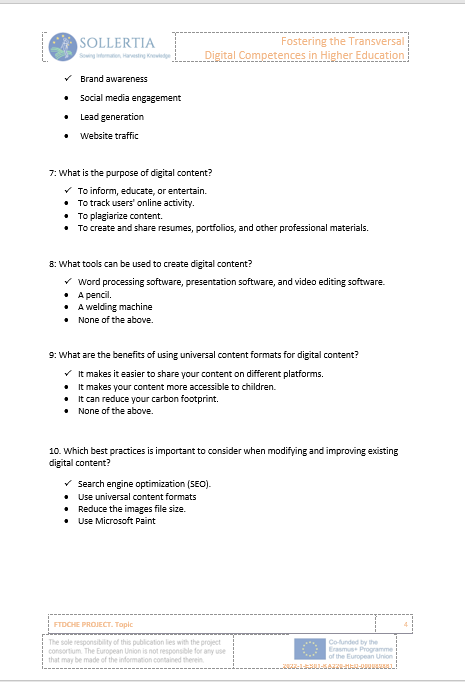 SOLLERTIA
Sowing Information, Harvesting Knowledge
Fostering the Transversal
Digital Competences in Higher Education
✓ Brand awareness
• Social media engagement
• Lead generation
• Website traffic
7: What is the purpose of digital content?
✓ To inform, educate, or entertain.
• To track users' online activity.
• To plagiarize content.
• To create and share resumes, portfolios, and other professional materials.
8: What tools can be used to create digital content?
✓ Word processing software, presentation software, and video editing software.
• A pencil.
• A welding machine
• None of the above.
9: What are the benefits of using universal content formats for digital content?
✓ It makes it easier to share your content on different platforms.
• It makes your content more accessible to children.
• It can reduce your carbon footprint.
• None of the above.
10. Which best practices is important to consider when modifying and improving existing
digital content?
✓ Search engine optimization (SEO).
• Use universal content formats
• Reduce the images file size.
• Use Microsoft Paint
FTDCHE PROJECT. Topic
4
The sole responsibility of this publication lies with the project
consortium. The European Union is not responsible for any use
that may be made of the information contained therein.
Co-funded by the
Erasmus+ Programme
of the European Union